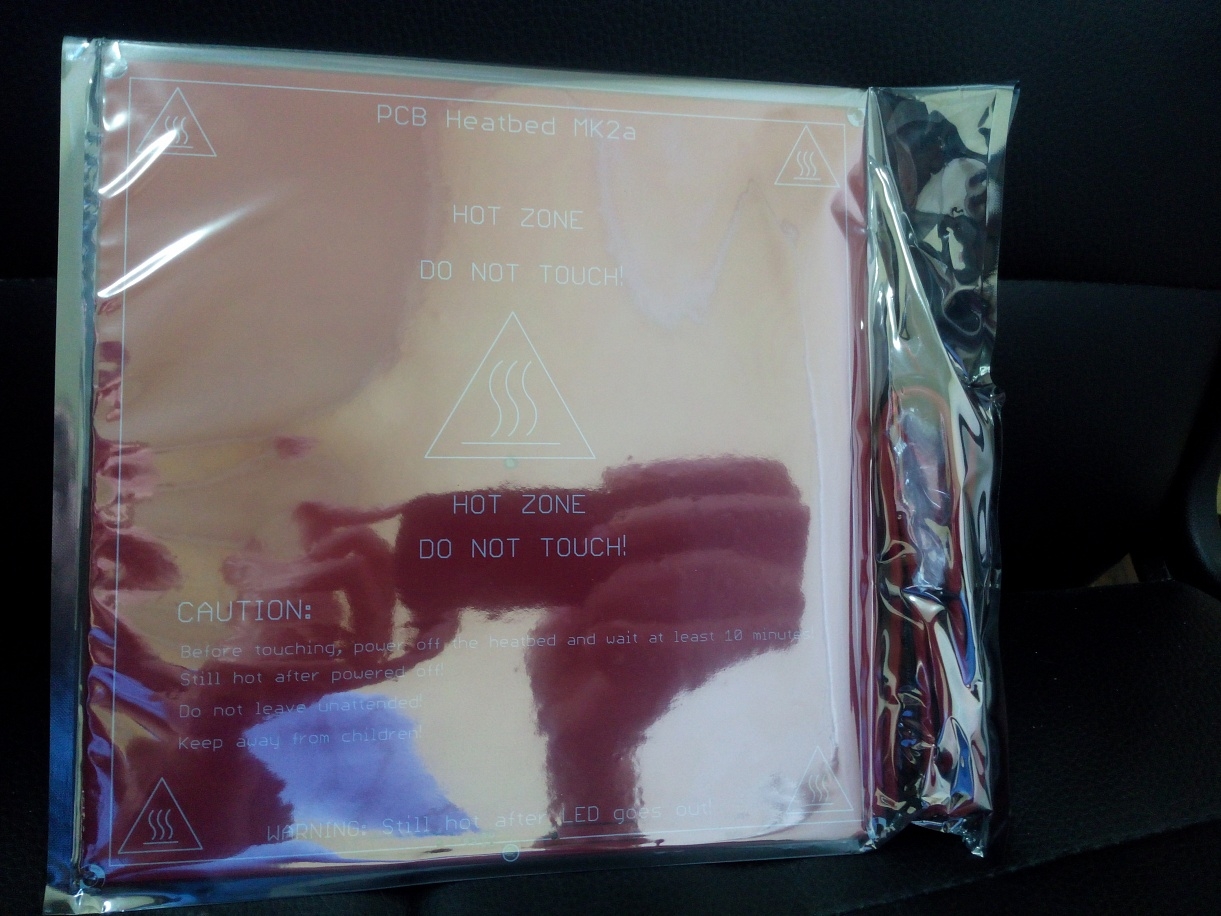 PCB Heatbed MK2a
HOT ZONE
DO NOT TOUCH!
HOT ZONE
DO NOT TOUCH!
CAUTION:
Before touching, power off the heatbed and wait at least 10 minutes
Still hot after powered off!
Do not leave unattended!
Keep away from children!
WARNING: Still hot after LED goes out!